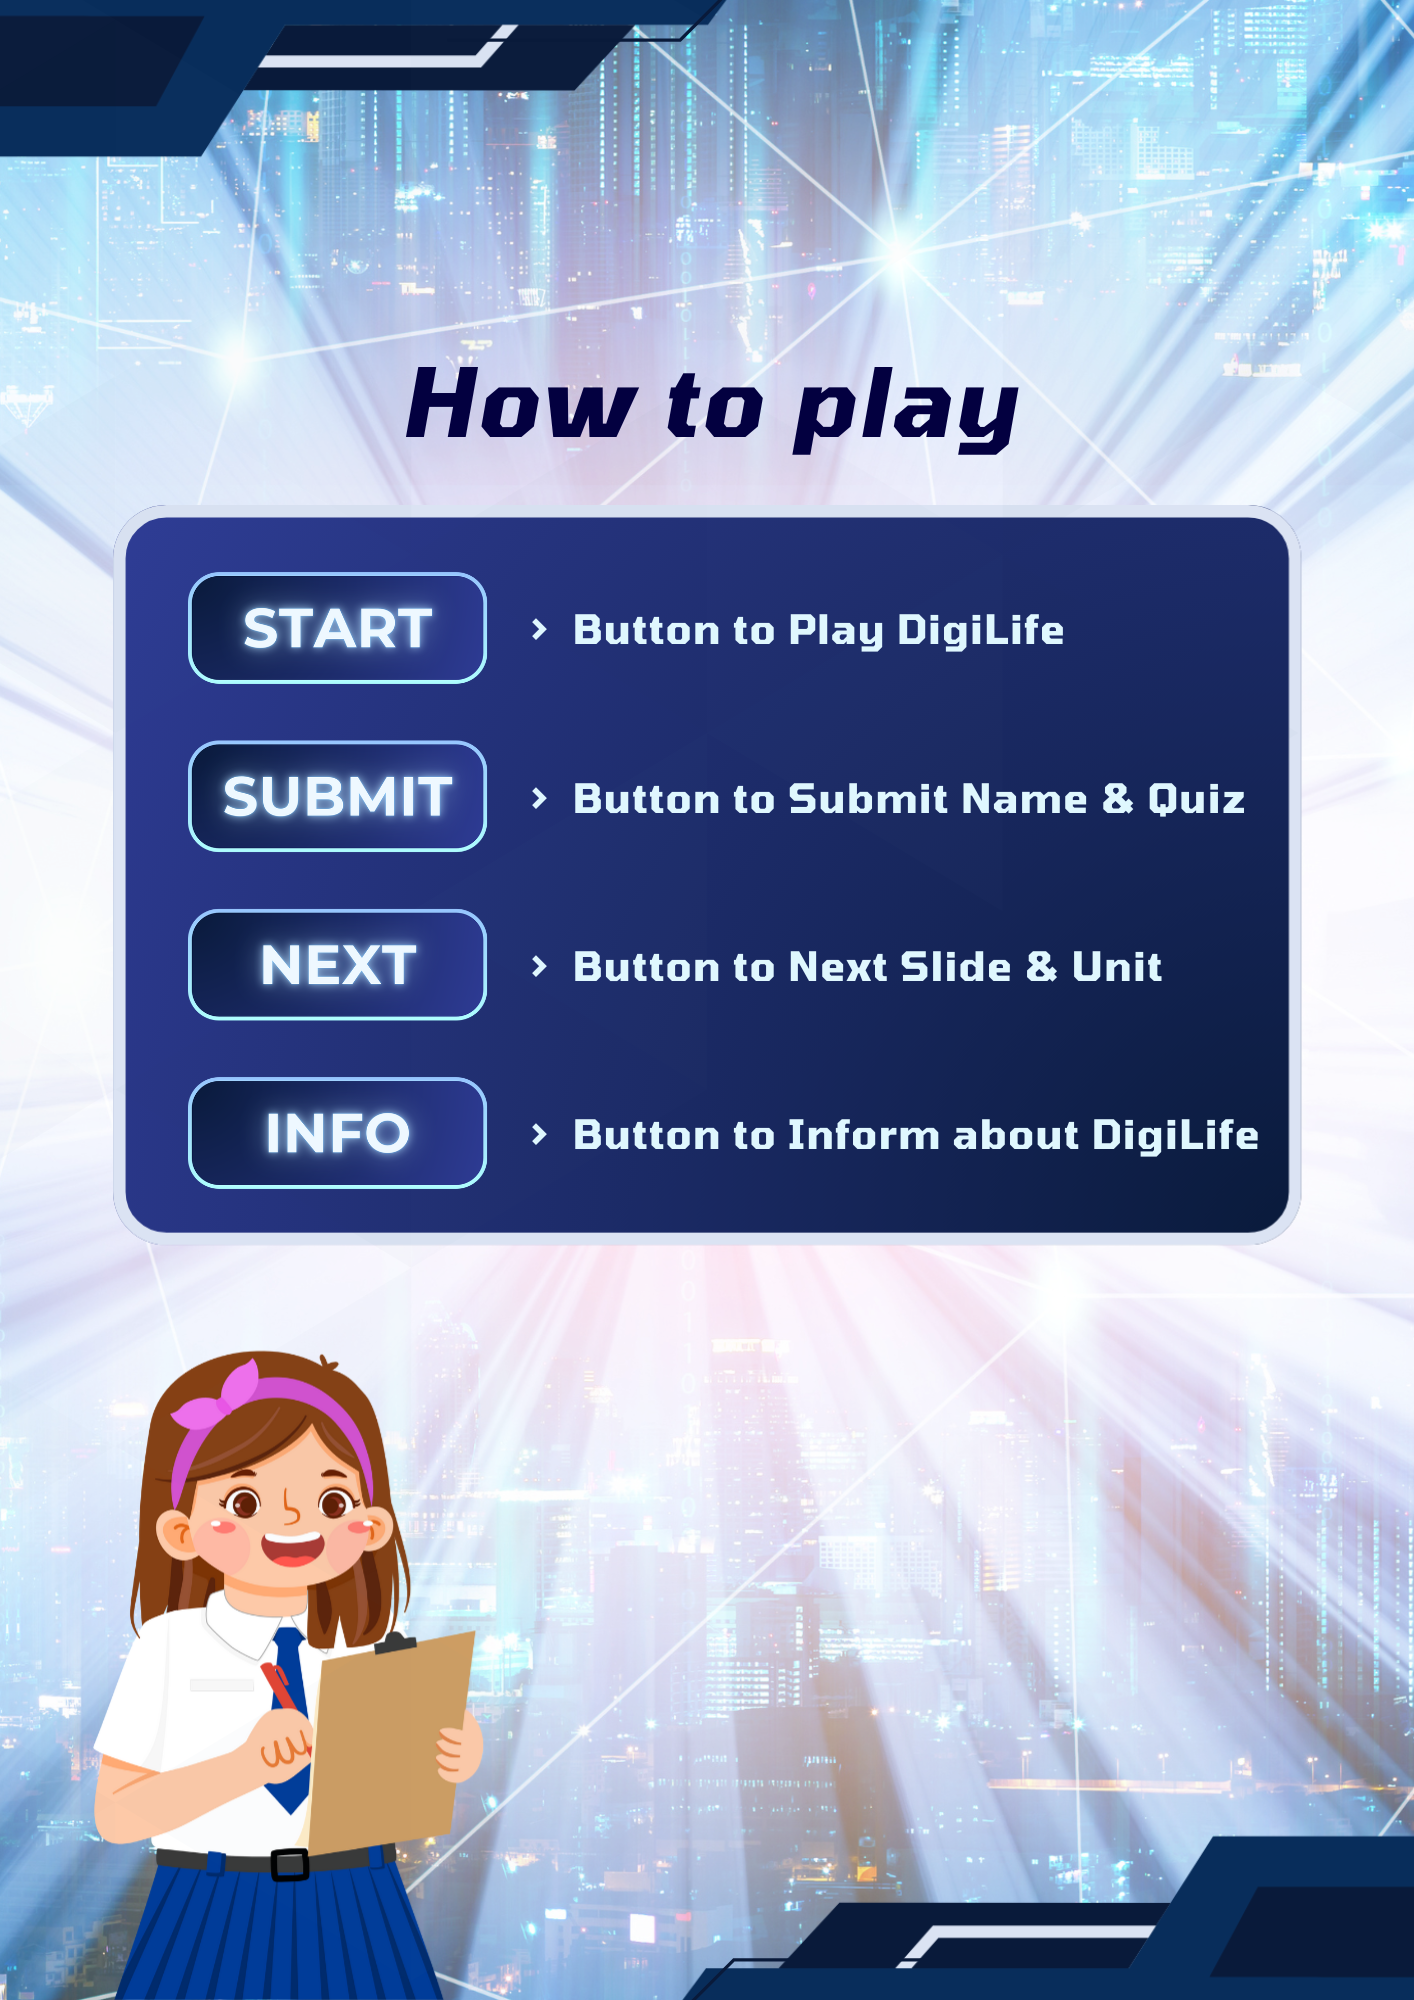 How to play
START
> Button to Play DigiLife
SUBMIT
> Button to Submit Name & Quiz
NEXT
> Button to Next Slide & Unit
INFO
> Button to Inform about DigiLife